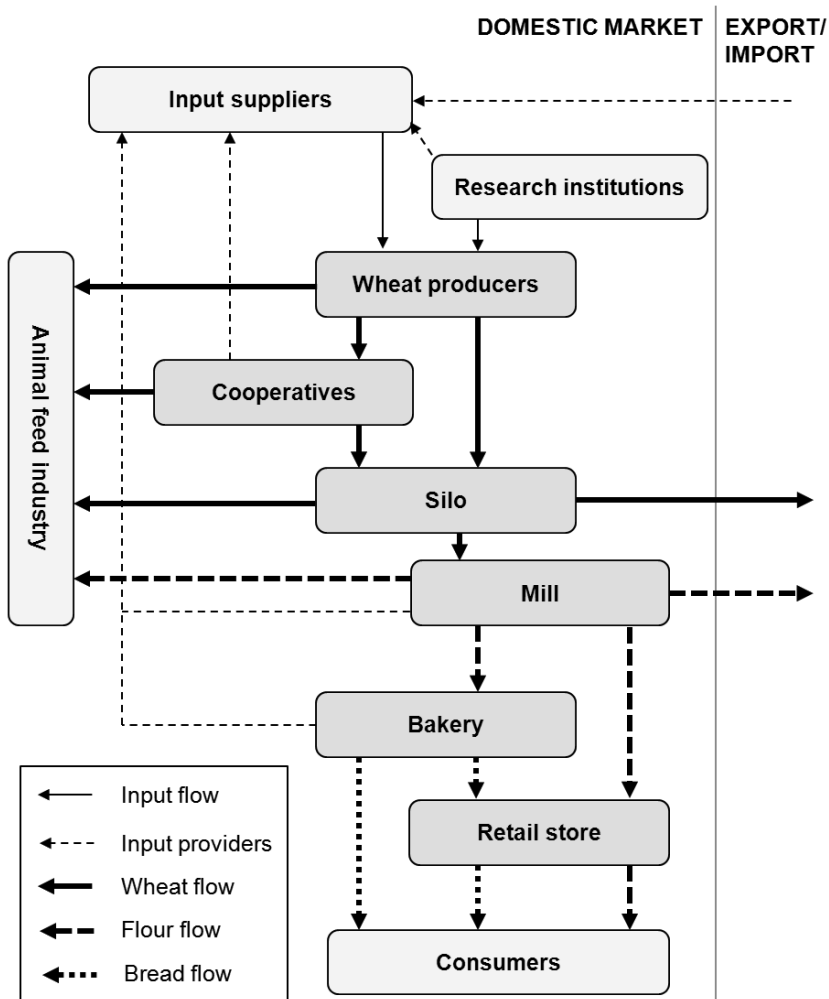 DOMESTIC MARKET
EXPORT/
IMPORT
Input suppliers
Research institutions
Wheat producers
Animal feed industry
Cooperatives
Silo
Mill
Bakery
Retail store
Consumers
Input flow
Input providers
Wheat flow
Flour flow
Bread flow